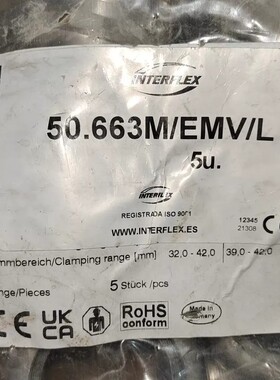 INTERFLEX
50.663M/EMV/L
5u.
INTERFLEX
REGISTRADA ISO 9001
WWW.INTERFLEX.ES
12345
21308
mmbereich/Clamping range [mm] 32,0 - 42,0 39,0 - 42,0
nge/Pieces 5 Stück /pcs
CE UK CA RoHS conform Made in Germany